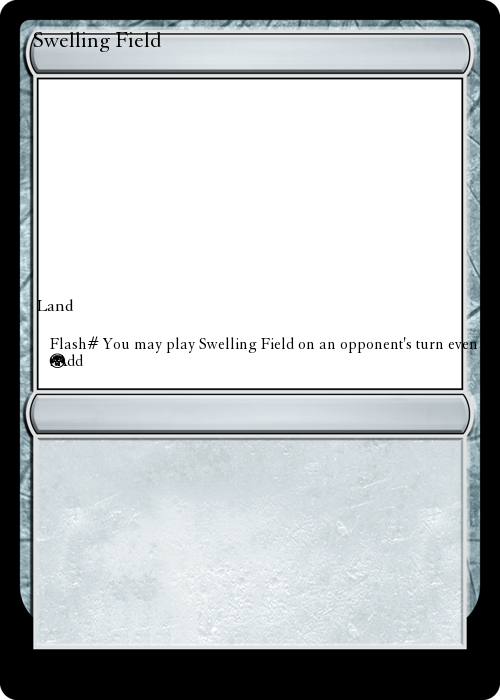 Swelling Field
Land
Flash# You may play Swelling Field on an opponent's turn even
Add